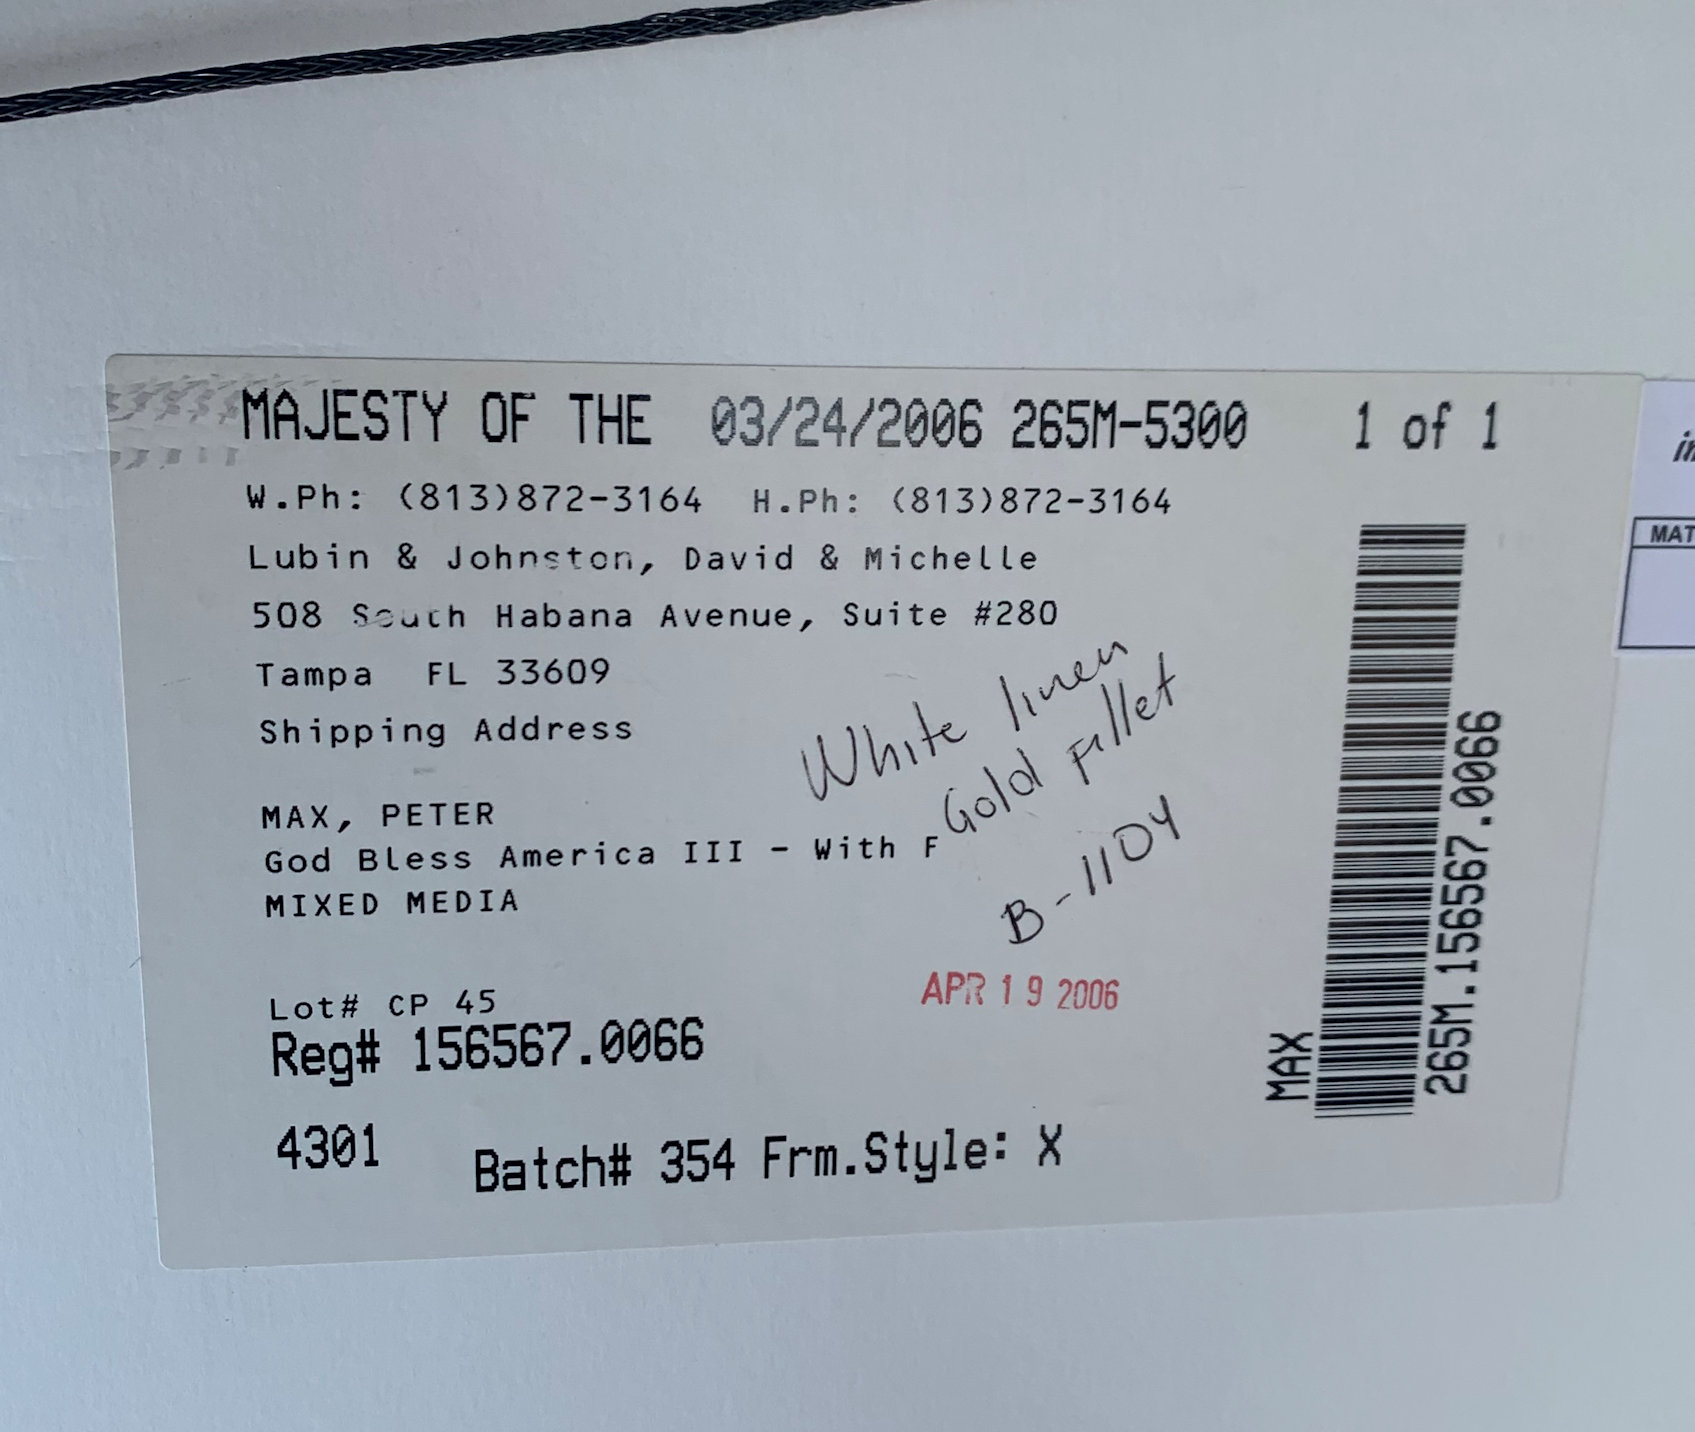 MAJESTY OF THE 03/24/2006 265M-5300 1 of 1
W.Ph: (813)872-3164 H.Ph: (813)872-3164
Lubin & Johnston, David & Michelle
508 South Habana Avenue, Suite #280
Tampa FL 33609
Shipping Address
White linen
Gold Fillet
B-1104
MAX, PETER
God Bless America III - With F
MIXED MEDIA
APR 19 2006
Lot# CP 45
Reg# 156567.0066
4301 Batch# 354 Frm.Style: X
MAX
265M.156567.0066
MAT